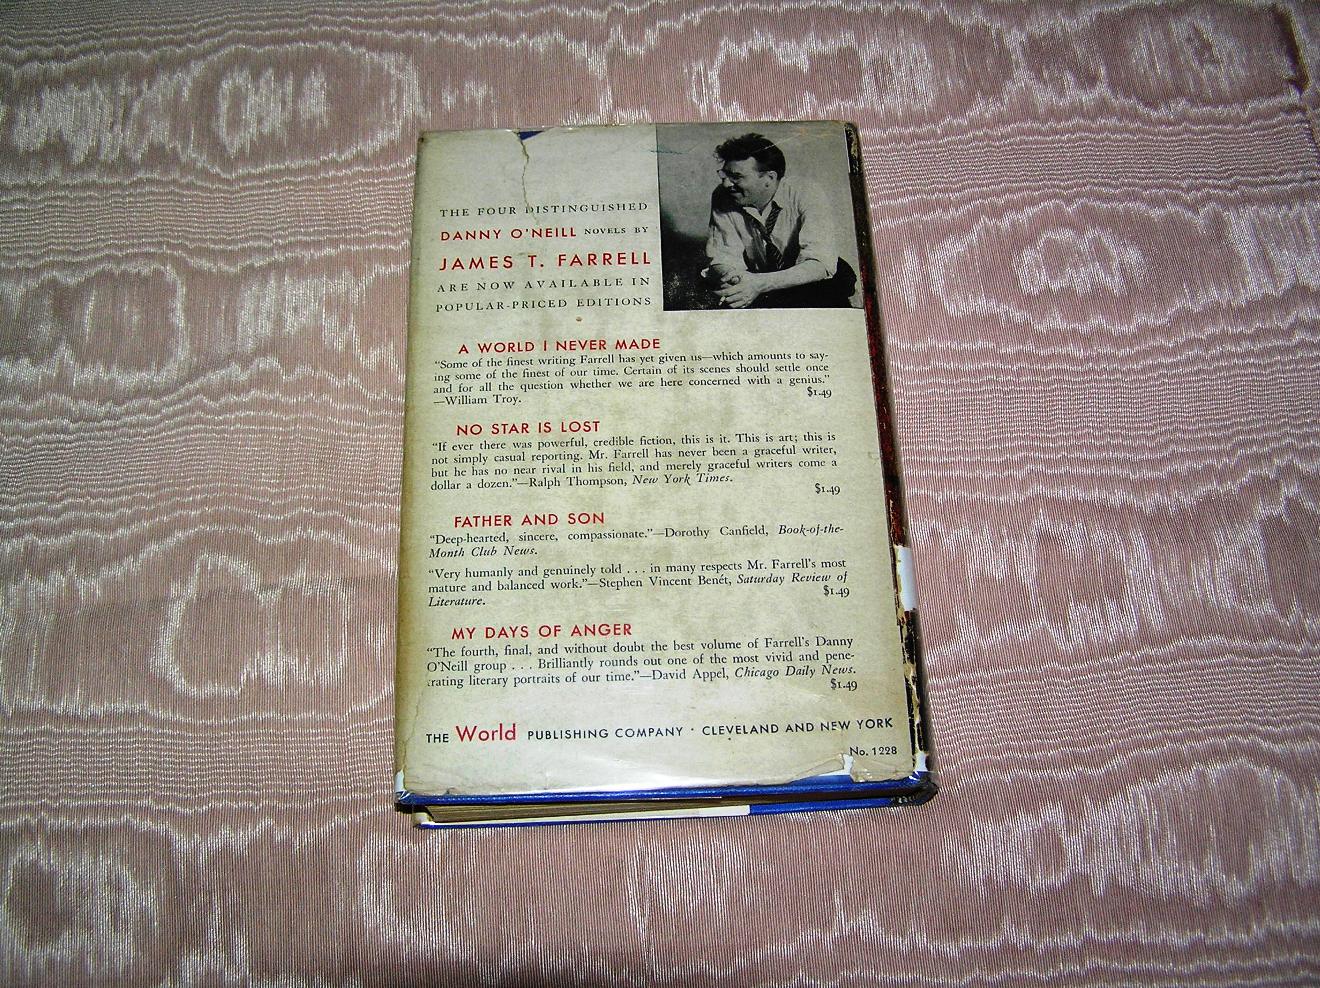 THE FOUR DISTINGUISHED
DANNY O'NEILL NOVELS BY
JAMES T. FARRELL
ARE NOW AVAILABLE IN
POPULAR-PRICED EDITIONS
A WORLD I NEVER MADE
"Some of the finest writing Farrell has yet given us—which amounts to say-
ing some of the finest of our time. Certain of its scenes should settle once
and for all the question whether we are here concerned with a genius."
—William Troy. $1.49
NO STAR IS LOST
"If ever there was powerful, credible fiction, this is it. This is art; this is
not simply casual reporting. Mr. Farrell has never been a graceful writer,
but he has no near rival in his field, and merely graceful writers come a
dollar a dozen."—Ralph Thompson, New York Times.
$1.49
FATHER AND SON
"Deep-hearted, sincere, compassionate."—Dorothy Canfield, Book-of-the-
Month Club News.
"Very humanly and genuinely told . . . in many respects Mr. Farrell's most
mature and balanced work."—Stephen Vincent Benét, Saturday Review of
Literature. $1.49
MY DAYS OF ANGER
"The fourth, final, and without doubt the best volume of Farrell's Danny
O'Neill group . . . Brilliantly rounds out one of the most vivid and pene-
trating literary portraits of our time."—David Appel, Chicago Daily News.
$1.49
THE World PUBLISHING COMPANY · CLEVELAND AND NEW YORK
No. 1228